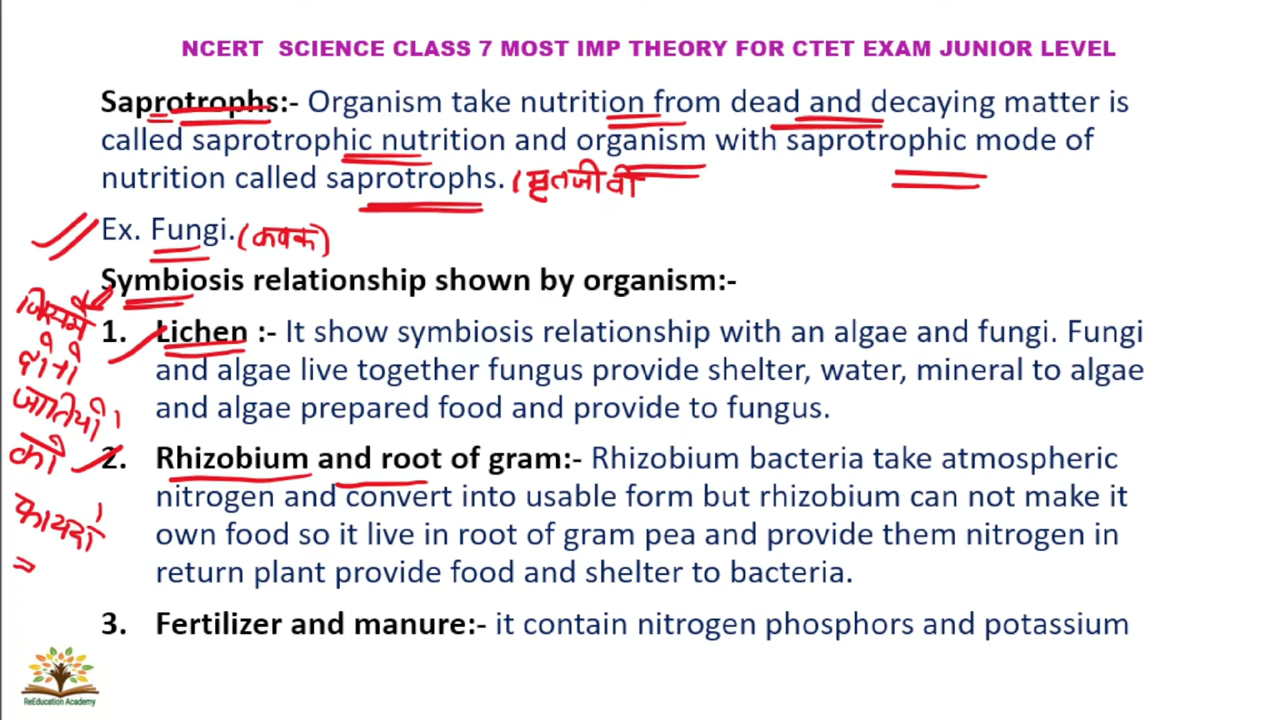 NCERT SCIENCE CLASS 7 MOST IMP THEORY FOR CTET EXAM JUNIOR LEVEL
Saprotrophs:- Organism take nutrition from dead and decaying matter is
called saprotrophic nutrition and organism with saprotrophic mode of
nutrition called saprotrophs. (मृतजीवी
Ex. Fungi. (कवक)
Symbiosis relationship shown by organism:-
1. Lichen :- It show symbiosis relationship with an algae and fungi. Fungi
and algae live together fungus provide shelter, water, mineral to algae
and algae prepared food and provide to fungus.
2. Rhizobium and root of gram:- Rhizobium bacteria take atmospheric
nitrogen and convert into usable form but rhizobium can not make it
own food so it live in root of gram pea and provide them nitrogen in
return plant provide food and shelter to bacteria.
3. Fertilizer and manure:- it contain nitrogen phosphors and potassium
जिसमें
दोनों
को
ReEducation Academy